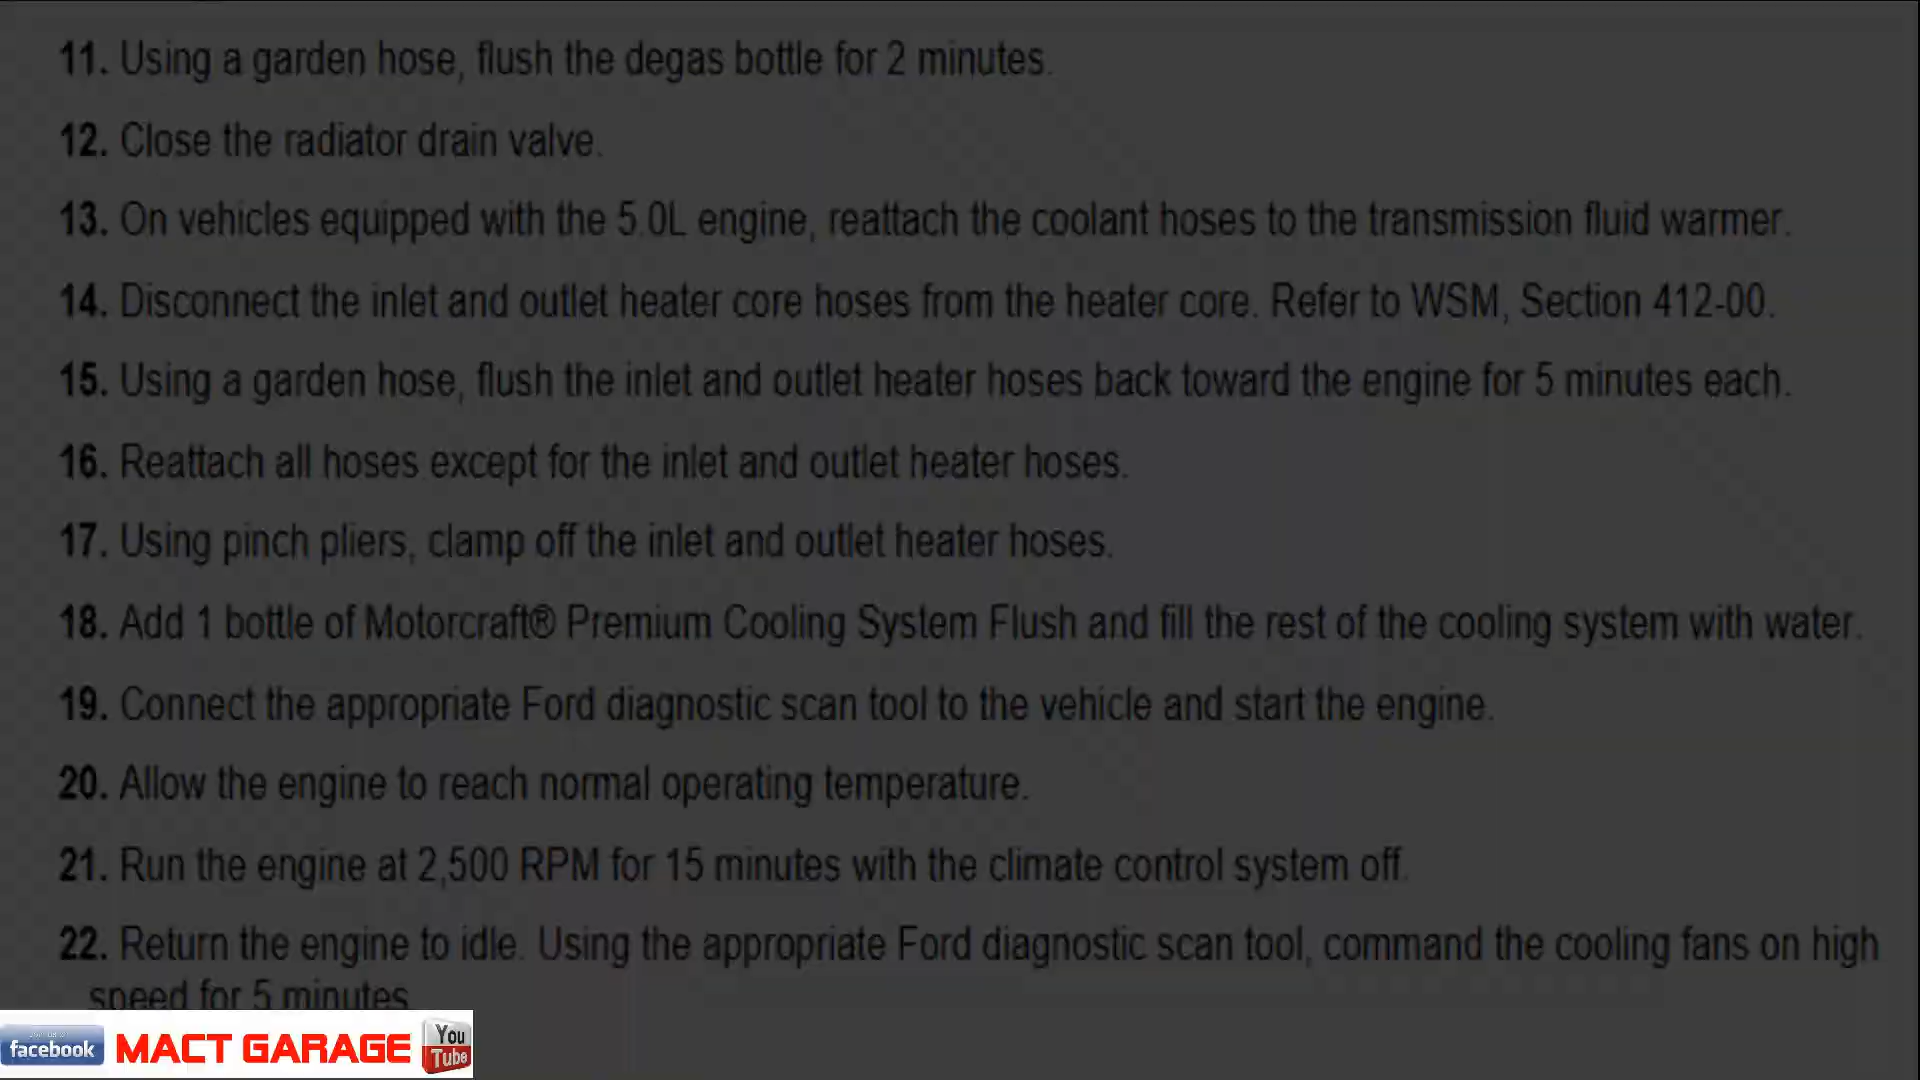 11. Using a garden hose, flush the degas bottle for 2 minutes.
12. Close the radiator drain valve.
13. On vehicles equipped with the 5.0L engine, reattach the coolant hoses to the transmission fluid warmer.
14. Disconnect the inlet and outlet heater core hoses from the heater core. Refer to WSM, Section 412-00.
15. Using a garden hose, flush the inlet and outlet heater hoses back toward the engine for 5 minutes each.
16. Reattach all hoses except for the inlet and outlet heater hoses.
17. Using pinch pliers, clamp off the inlet and outlet heater hoses.
18. Add 1 bottle of Motorcraft® Premium Cooling System Flush and fill the rest of the cooling system with water.
19. Connect the appropriate Ford diagnostic scan tool to the vehicle and start the engine.
20. Allow the engine to reach normal operating temperature.
21. Run the engine at 2,500 RPM for 15 minutes with the climate control system off.
22. Return the engine to idle. Using the appropriate Ford diagnostic scan tool, command the cooling fans on high
speed for 5 minutes
facebook MACT GARAGE You
Tube